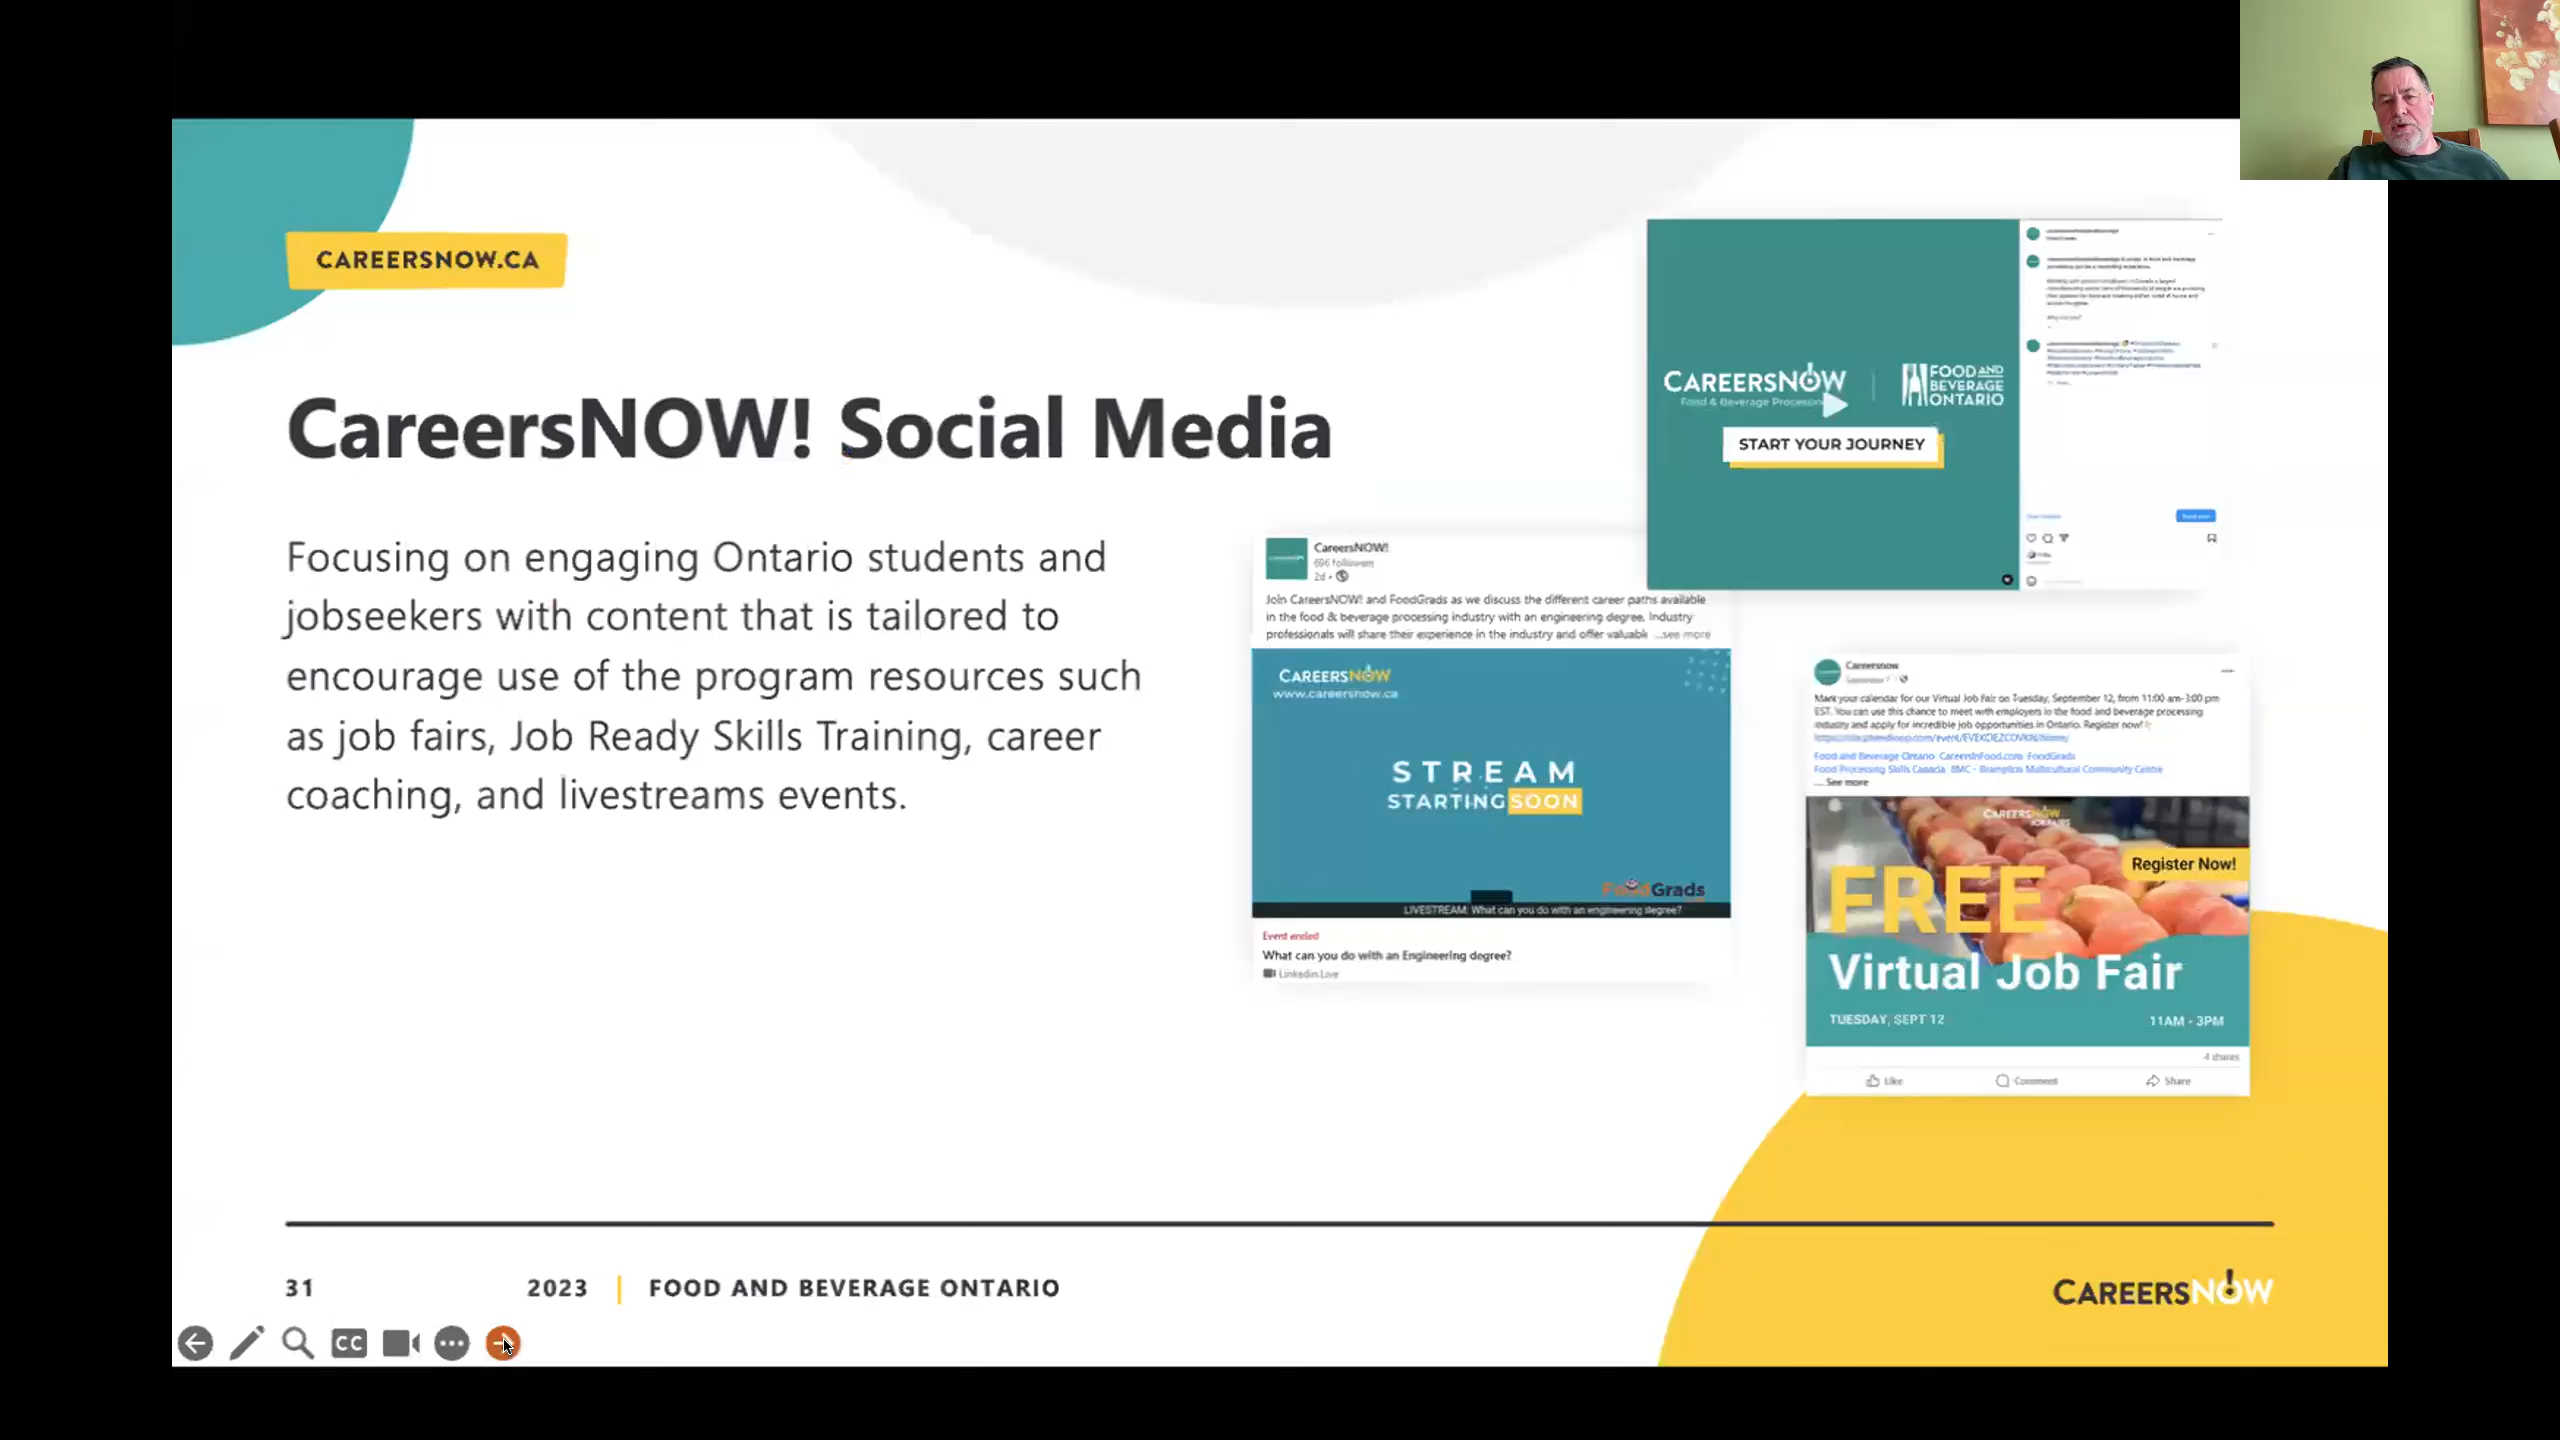 CAREERSNOW.CA
CareersNOW! Social Media
Focusing on engaging Ontario students and
jobseekers with content that is tailored to
encourage use of the program resources such
as job fairs, Job Ready Skills Training, career
coaching, and livestreams events.
CAREERSNOW
Food & Beverage
FOOD AND
BEVERAGE
ONTARIO
START YOUR JOURNEY
CareersNOW!
696 followers
2d •
Join CareersNOW! and FoodGrads as we discuss the different career paths available
in the food & beverage processing industry with an engineering degree. Industry
professionals will share their experience in the industry and offer valuable ...see more
CAREERSNOW
www.careersnow.ca
STREAM
STARTING SOON
FoodGrads
LIVESTREAM: What can you do with an engineering degree?
Event ended
What can you do with an Engineering degree?
Linkedin Live
Careersnow
Mark your calendar for our Virtual Job Fair on Tuesday, September 12, from 11:00 am-3:00 pm
EST. You can use this chance to meet with employers in the food and beverage processing
industry and apply for incredible job opportunities in Ontario. Register now!
Food and Beverage Ontario CareersInFood.com FoodGrads
Food Processing Skills Canada BMC - Brampton Multicultural Community Centre
... See more
CAREERSNOW
JOB FAIRS
Register Now!
FREE
Virtual Job Fair
TUESDAY, SEPT 12
11AM - 3PM
4 shares
Like
Comment
Share
31
2023 | FOOD AND BEVERAGE ONTARIO
CAREERSNOW
CC